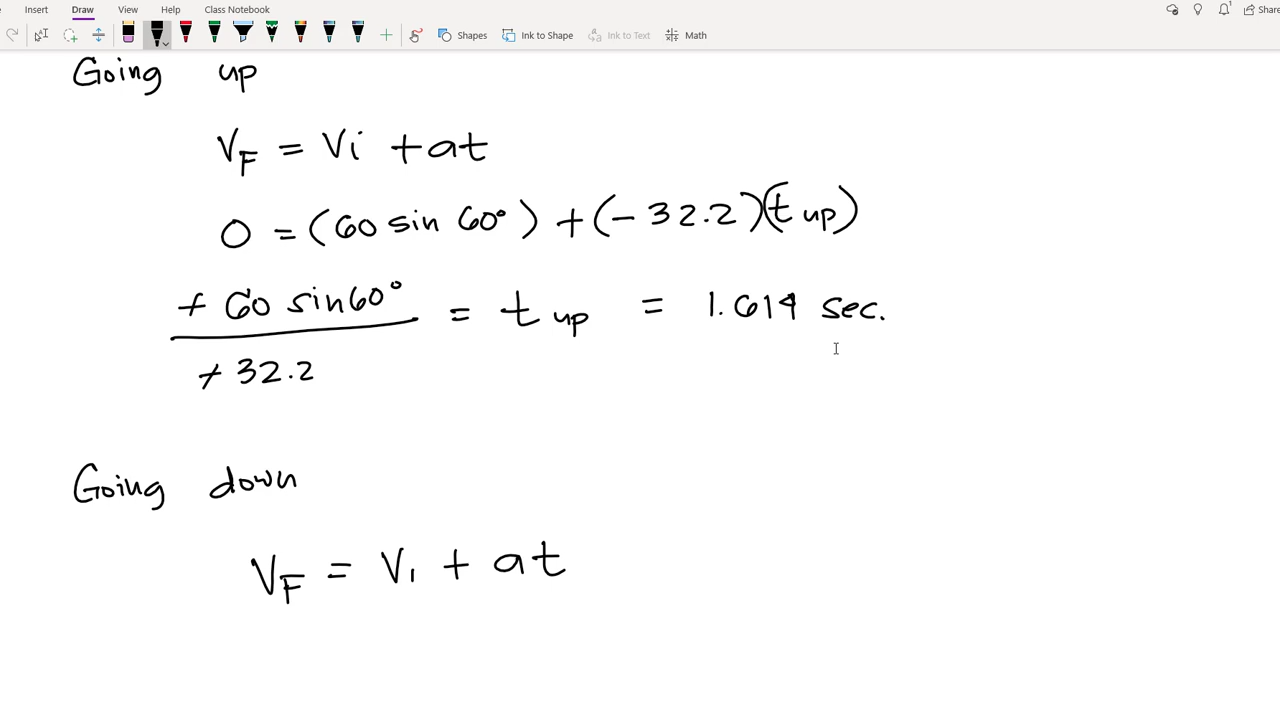 Insert Draw View Help Class Notebook Share
Shapes Ink to Shape Ink to Text Math
Going up
VF = Vi + at
0 = (60 sin 60°) + (-32.2)(t up)
+ 60 sin60° = t up = 1.614 sec.
+ 32.2
Going down
VF = Vi + at